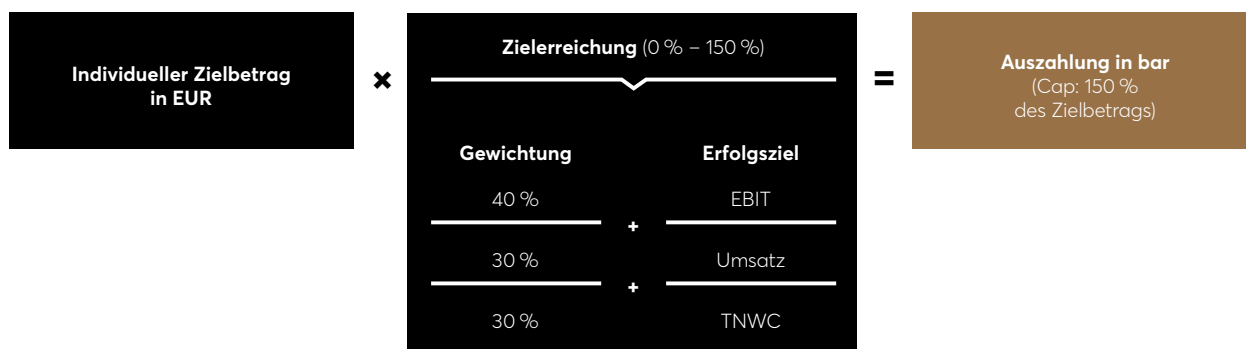 Individueller Zielbetrag
in EUR
×
Zielerreichung (0 % – 150 %)
Gewichtung Erfolgsziel
40 % EBIT
+
30 % Umsatz
+
30 % TNWC
=
Auszahlung in bar
(Cap: 150 %
des Zielbetrags)